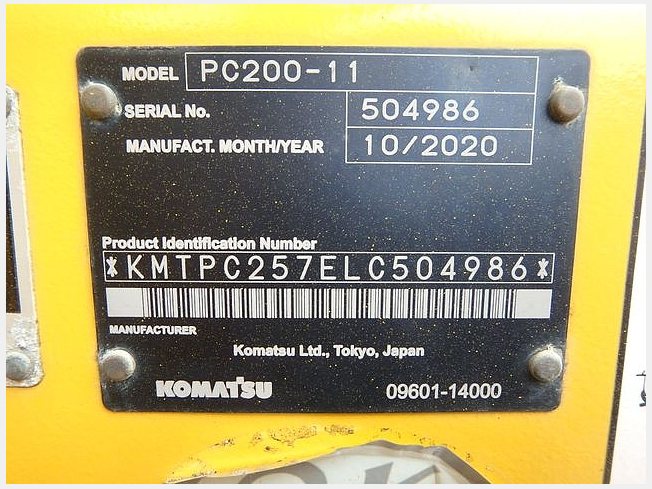 MODEL PC200-11
SERIAL No. 504986
MANUFACT. MONTH/YEAR 10/2020
Product Identification Number
*KMTPC257ELC504986*
MANUFACTURER
Komatsu Ltd., Tokyo, Japan
KOMATSU 09601-14000